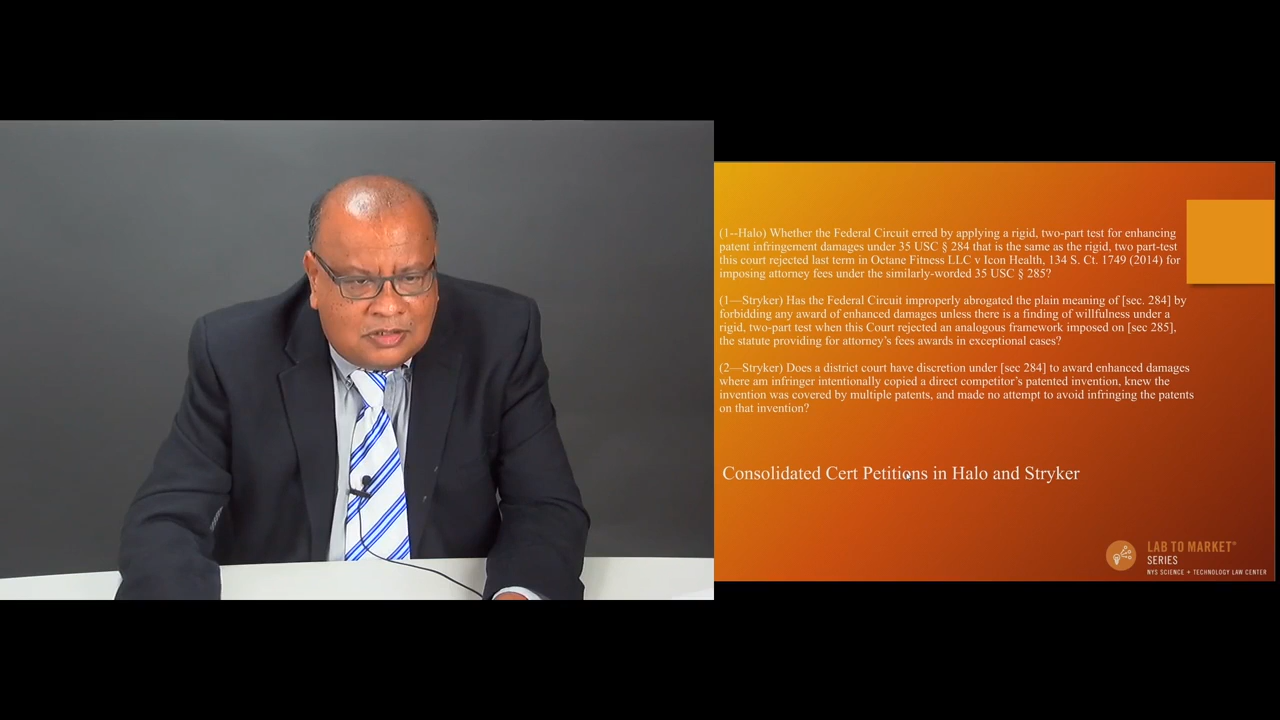 (1--Halo) Whether the Federal Circuit erred by applying a rigid, two-part test for enhancing
patent infringement damages under 35 USC § 284 that is the same as the rigid, two part-test
this court rejected last term in Octane Fitness LLC v Icon Health, 134 S. Ct. 1749 (2014) for
imposing attorney fees under the similarly-worded 35 USC § 285?
(1—Stryker) Has the Federal Circuit improperly abrogated the plain meaning of [sec. 284] by
forbidding any award of enhanced damages unless there is a finding of willfulness under a
rigid, two-part test when this Court rejected an analogous framework imposed on [sec 285],
the statute providing for attorney’s fees awards in exceptional cases?
(2—Stryker) Does a district court have discretion under [sec 284] to award enhanced damages
where am infringer intentionally copied a direct competitor’s patented invention, knew the
invention was covered by multiple patents, and made no attempt to avoid infringing the patents
on that invention?
Consolidated Cert Petitions in Halo and Stryker
LAB TO MARKET®
SERIES
NYS SCIENCE + TECHNOLOGY LAW CENTER